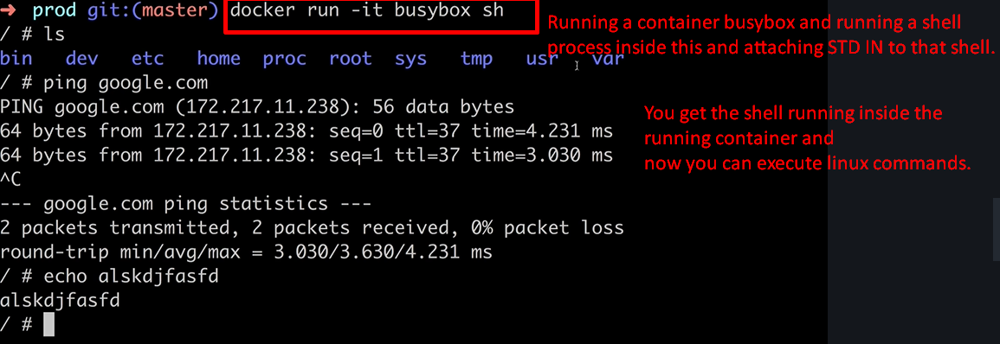 ➜ prod git:(master) docker run -it busybox sh
/ # ls
bin dev etc home proc root sys tmp usr var
/ # ping google.com
PING google.com (172.217.11.238): 56 data bytes
64 bytes from 172.217.11.238: seq=0 ttl=37 time=4.231 ms
64 bytes from 172.217.11.238: seq=1 ttl=37 time=3.030 ms
^C
--- google.com ping statistics ---
2 packets transmitted, 2 packets received, 0% packet loss
round-trip min/avg/max = 3.030/3.630/4.231 ms
/ # echo alskdjfasfd
alskdjfasfd
/ #
Running a container busybox and running a shell
process inside this and attaching STD IN to that shell.
You get the shell running inside the
running container and
now you can execute linux commands.